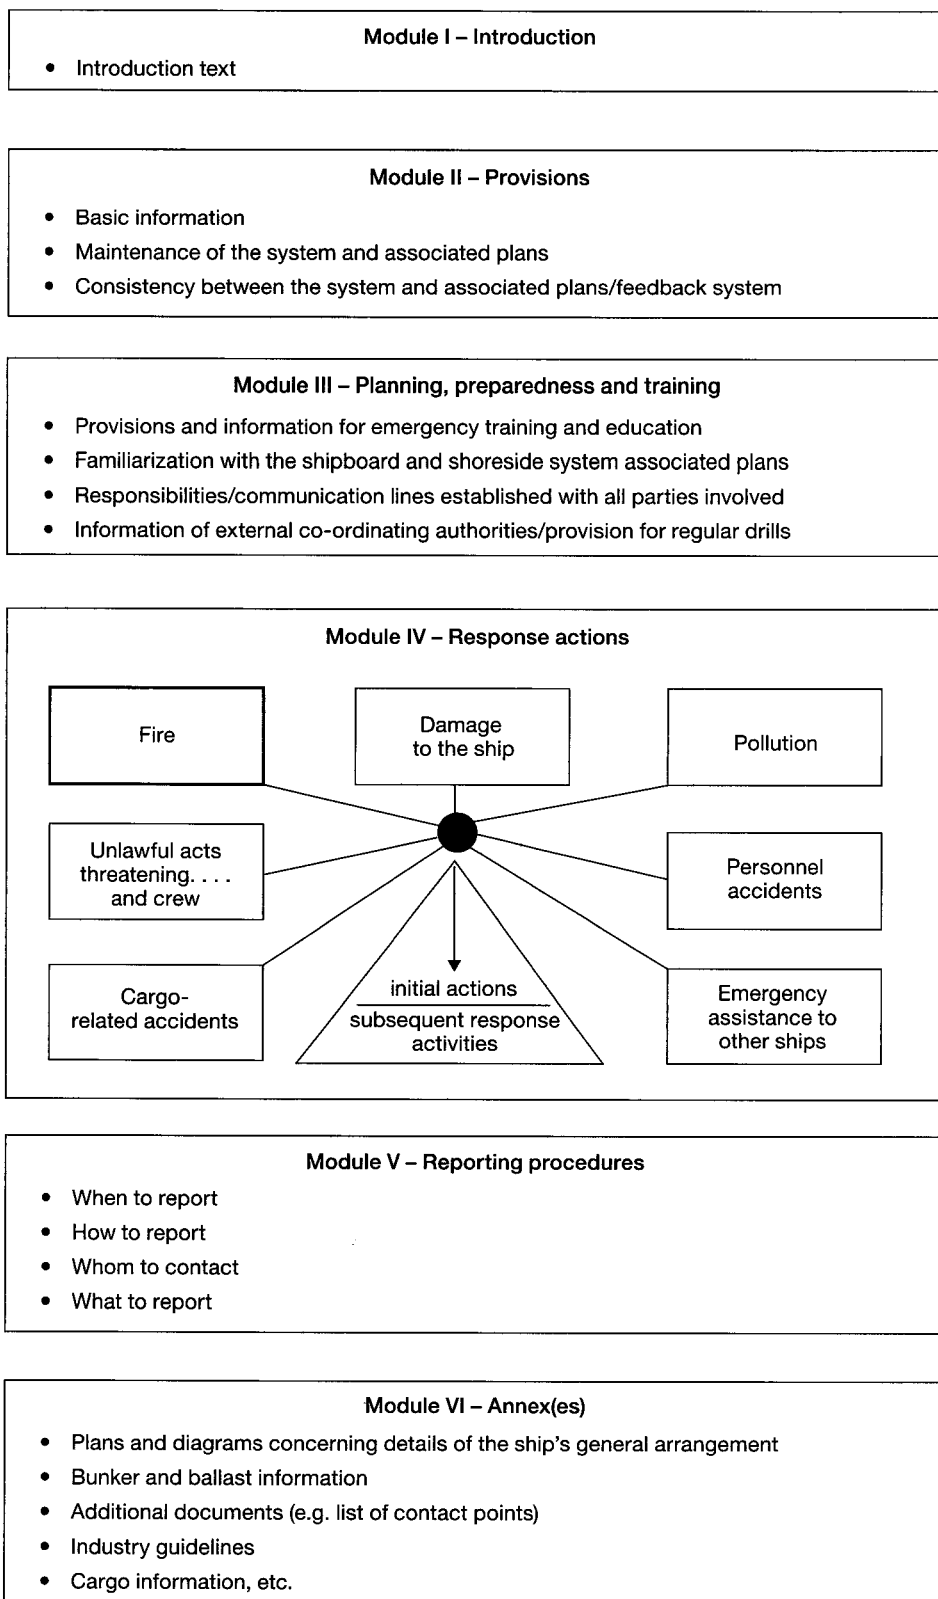 Module I – Introduction
• Introduction text
Module II – Provisions
• Basic information
• Maintenance of the system and associated plans
• Consistency between the system and associated plans/feedback system
Module III – Planning, preparedness and training
• Provisions and information for emergency training and education
• Familiarization with the shipboard and shoreside system associated plans
• Responsibilities/communication lines established with all parties involved
• Information of external co-ordinating authorities/provision for regular drills
Module IV – Response actions
Fire
Damage
to the ship
Pollution
Unlawful acts
threatening. . . .
and crew
Personnel
accidents
Cargo-
related accidents
initial actions
subsequent response
activities
Emergency
assistance to
other ships
Module V – Reporting procedures
• When to report
• How to report
• Whom to contact
• What to report
Module VI – Annex(es)
• Plans and diagrams concerning details of the ship's general arrangement
• Bunker and ballast information
• Additional documents (e.g. list of contact points)
• Industry guidelines
• Cargo information, etc.